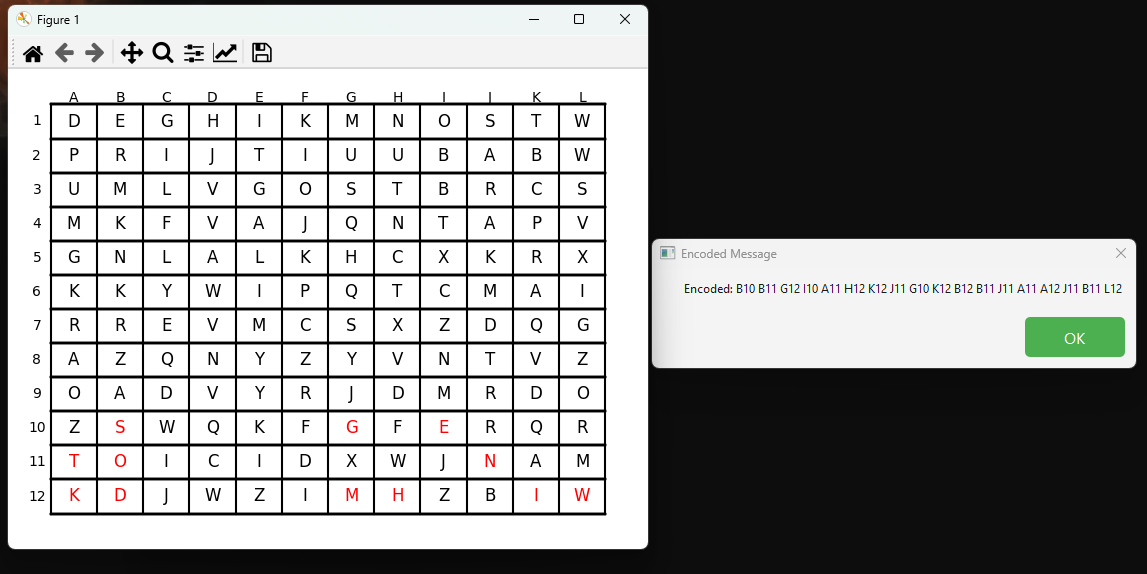 Figure 1
A B C D E F G H I J K L
1 D E G H I K M N O S T W
2 P R I J T I U U B A B W
3 U M L V G O S T B R C S
4 M K F V A J Q N T A P V
5 G N L A L K H C X K R X
6 K K Y W I P Q T C M A I
7 R R E V M C S X Z D Q G
8 A Z Q N Y Z Y V N T V Z
9 O A D V Y R J D M R D O
10 Z S W Q K F G F E R Q R
11 T O I C I D X W J N A M
12 K D J W Z I M H Z B I W
Encoded Message
Encoded: B10 B11 G12 I10 A11 H12 K12 J11 G10 K12 B12 B11 J11 A11 A12 J11 B11 L12
OK